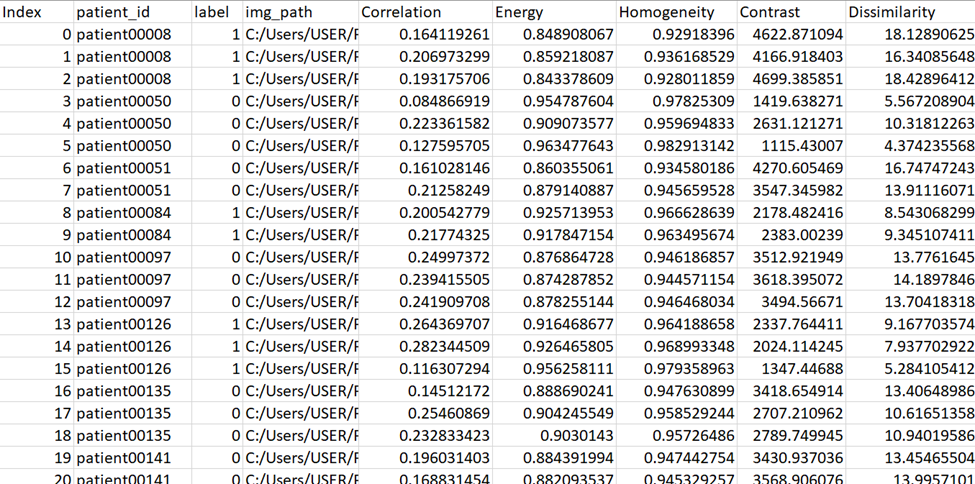 Index patient_id label img_path Correlation Energy Homogeneity Contrast Dissimilarity
0 patient00008 1 C:/Users/USER/F 0.164119261 0.848908067 0.92918396 4622.871094 18.12890625
1 patient00008 1 C:/Users/USER/F 0.206973299 0.859218087 0.936168529 4166.918403 16.34085648
2 patient00008 1 C:/Users/USER/F 0.193175706 0.843378609 0.928011859 4699.385851 18.42896412
3 patient00050 0 C:/Users/USER/F 0.084866919 0.954787604 0.97825309 1419.638271 5.567208904
4 patient00050 0 C:/Users/USER/F 0.223361582 0.909073577 0.959694833 2631.121271 10.31812263
5 patient00050 0 C:/Users/USER/F 0.127595705 0.963477643 0.982913142 1115.43007 4.374235568
6 patient00051 0 C:/Users/USER/F 0.161028146 0.860355061 0.934580186 4270.605469 16.74747243
7 patient00051 0 C:/Users/USER/F 0.21258249 0.879140887 0.945659528 3547.345982 13.91116071
8 patient00084 1 C:/Users/USER/F 0.200542779 0.925713953 0.966628639 2178.482416 8.543068299
9 patient00084 1 C:/Users/USER/F 0.21774325 0.917847154 0.963495674 2383.00239 9.345107411
10 patient00097 0 C:/Users/USER/F 0.24997372 0.876864728 0.946186857 3512.921949 13.7761645
11 patient00097 0 C:/Users/USER/F 0.239415505 0.874287852 0.944571154 3618.395072 14.1897846
12 patient00097 0 C:/Users/USER/F 0.241909708 0.878255144 0.946468034 3494.56671 13.70418318
13 patient00126 1 C:/Users/USER/F 0.264369707 0.916468677 0.964188658 2337.764411 9.167703574
14 patient00126 1 C:/Users/USER/F 0.282344509 0.926465805 0.968993348 2024.114245 7.937702922
15 patient00126 1 C:/Users/USER/F 0.116307294 0.956258111 0.979358963 1347.44688 5.284105412
16 patient00135 0 C:/Users/USER/F 0.14512172 0.888690241 0.947630899 3418.654914 13.40648986
17 patient00135 0 C:/Users/USER/F 0.25460869 0.904245549 0.958529244 2707.210962 10.61651358
18 patient00135 0 C:/Users/USER/F 0.232833423 0.9030143 0.95726486 2789.749945 10.94019586
19 patient00141 0 C:/Users/USER/F 0.196031403 0.884391994 0.947442754 3430.937036 13.45465504
20 patient00141 0 C:/Users/USER/F 0.168831454 0.882093537 0.945329257 3568.906076 13.9957101